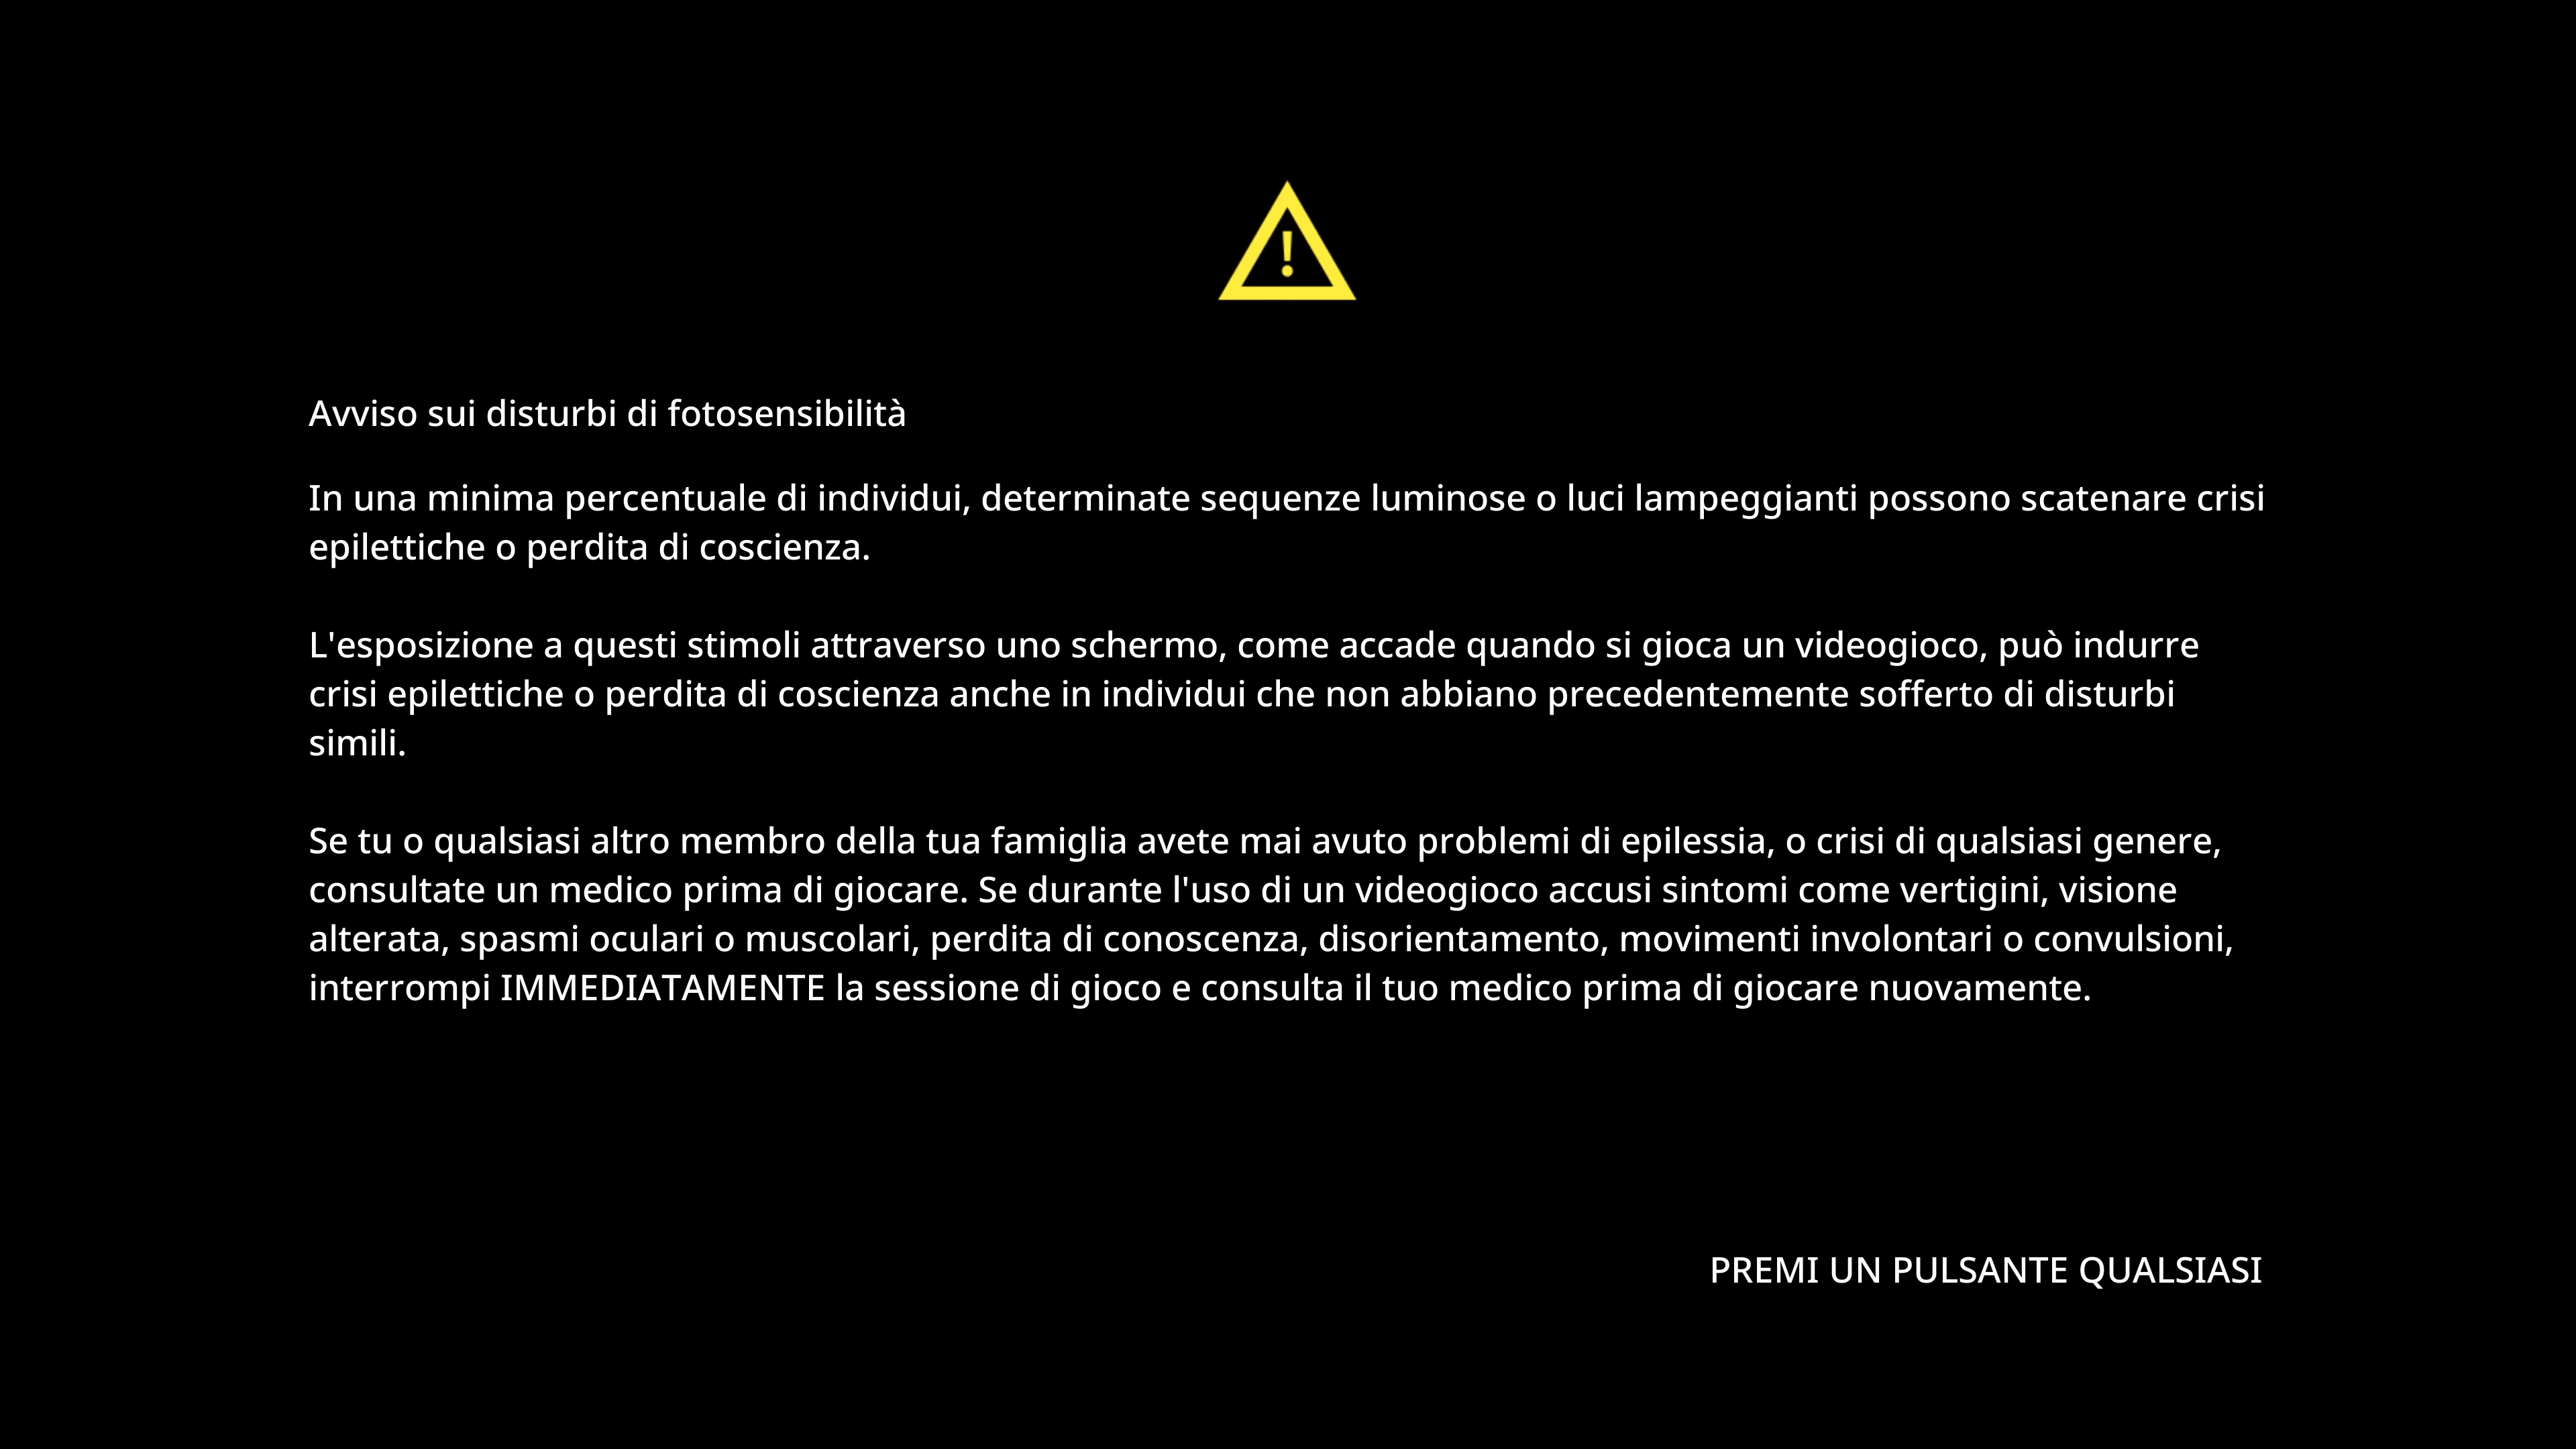 Avviso sui disturbi di fotosensibilità
In una minima percentuale di individui, determinate sequenze luminose o luci lampeggianti possono scatenare crisi
epilettiche o perdita di coscienza.
L'esposizione a questi stimoli attraverso uno schermo, come accade quando si gioca un videogioco, può indurre
crisi epilettiche o perdita di coscienza anche in individui che non abbiano precedentemente sofferto di disturbi
simili.
Se tu o qualsiasi altro membro della tua famiglia avete mai avuto problemi di epilessia, o crisi di qualsiasi genere,
consultate un medico prima di giocare. Se durante l'uso di un videogioco accusi sintomi come vertigini, visione
alterata, spasmi oculari o muscolari, perdita di conoscenza, disorientamento, movimenti involontari o convulsioni,
interrompi IMMEDIATAMENTE la sessione di gioco e consulta il tuo medico prima di giocare nuovamente.
PREMI UN PULSANTE QUALSIASI